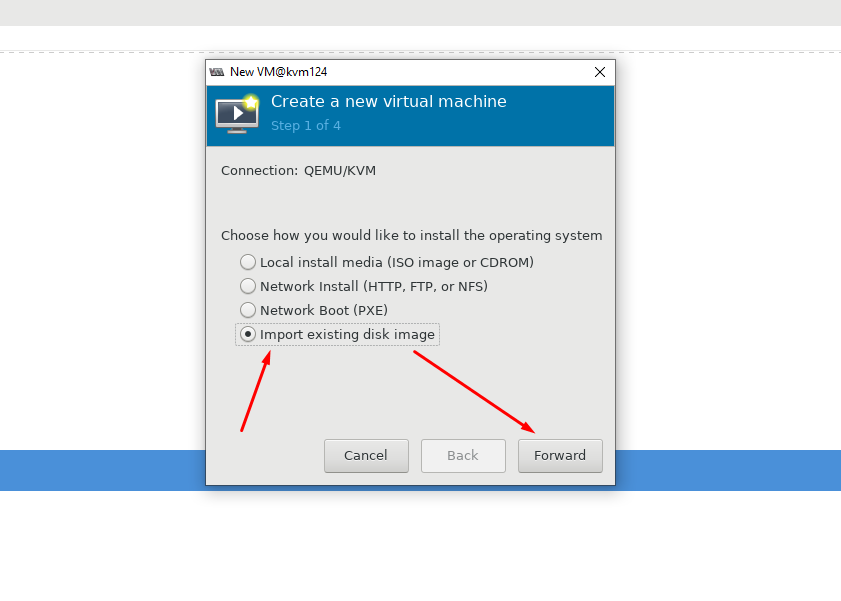 New VM@kvm124
Create a new virtual machine
Step 1 of 4
Connection: QEMU/KVM
Choose how you would like to install the operating system
Local install media (ISO image or CDROM)
Network Install (HTTP, FTP, or NFS)
Network Boot (PXE)
Import existing disk image
Cancel Back Forward